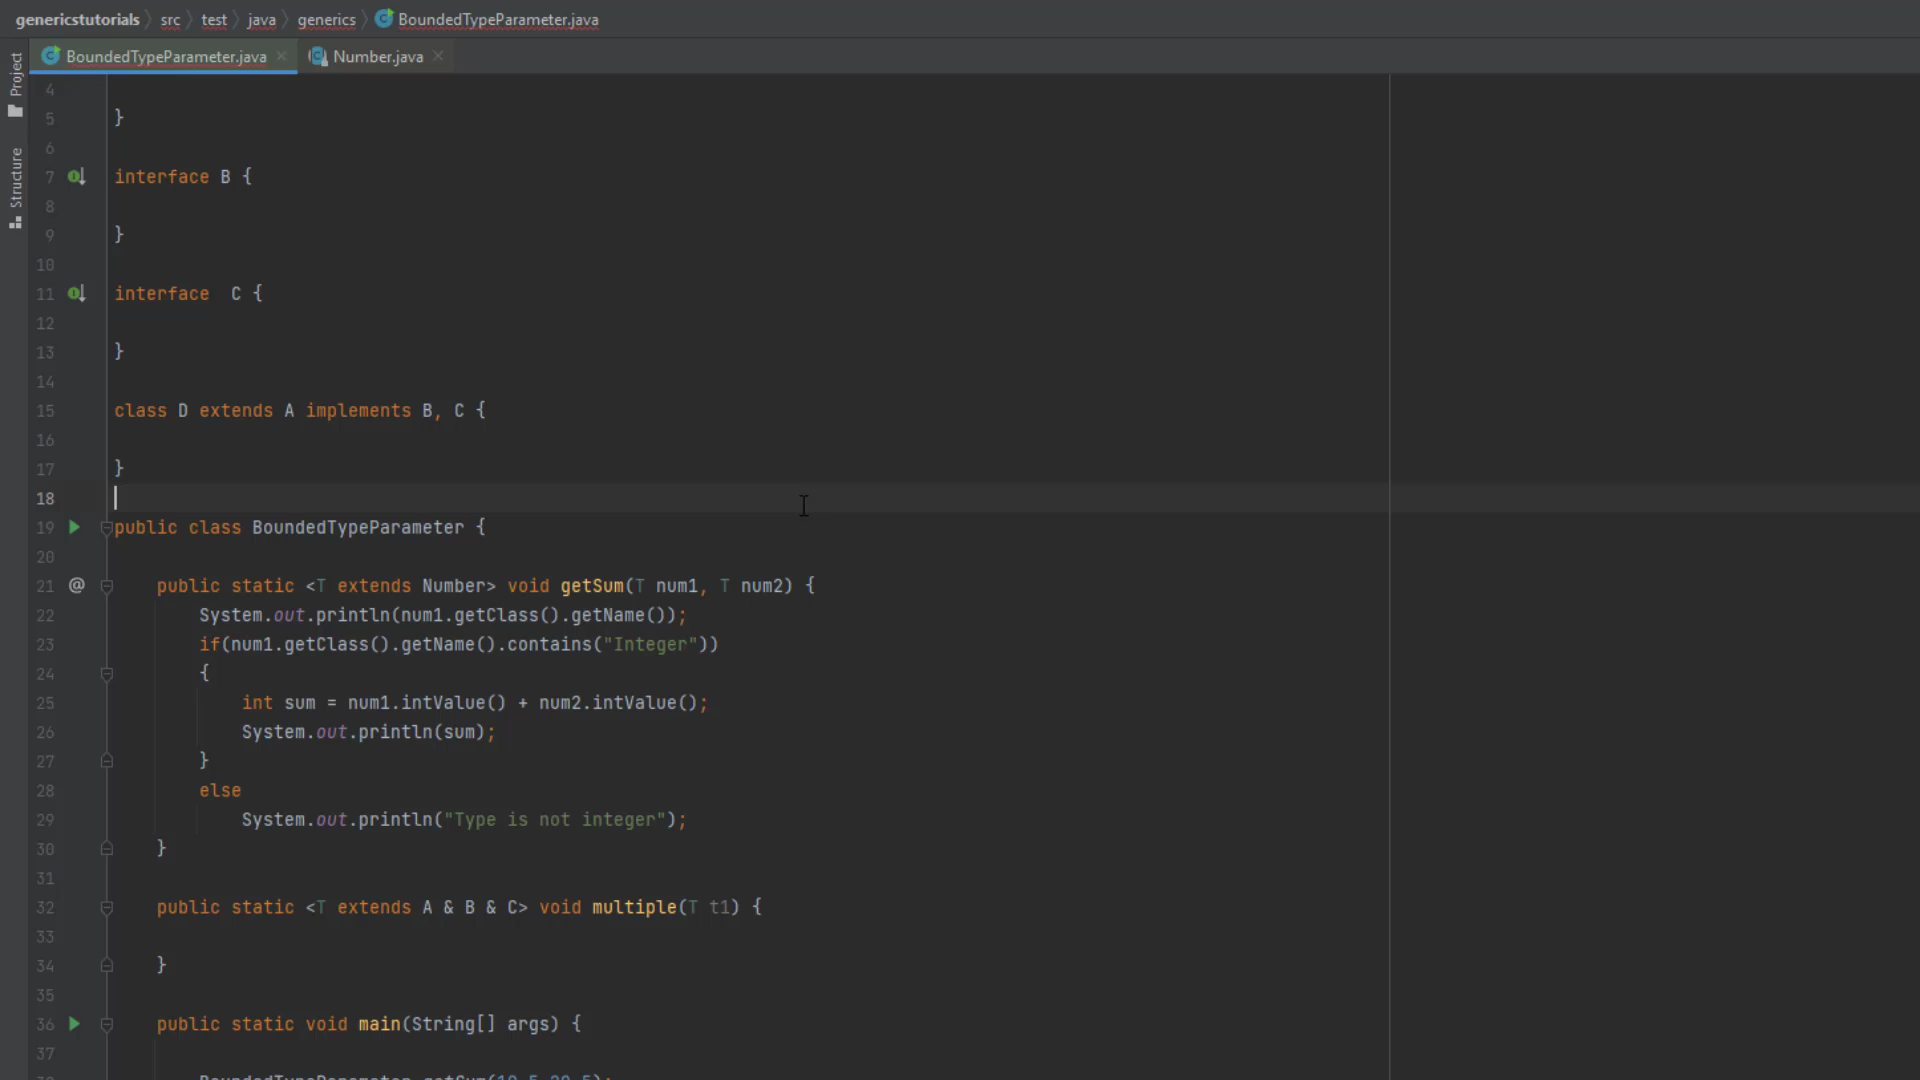 genericstutorials src test java generics BoundedTypeParameter.java
BoundedTypeParameter.java Number.java
Project
Structure
4
5 }
6
7 interface B {
8
9 }
10
11 interface  C {
12
13 }
14
15 class D extends A implements B, C {
16
17 }
18
19 public class BoundedTypeParameter {
20
21 @ public static <T extends Number> void getSum(T num1, T num2) {
22 System.out.println(num1.getClass().getName());
23 if(num1.getClass().getName().contains("Integer"))
24 {
25 int sum = num1.intValue() + num2.intValue();
26 System.out.println(sum);
27 }
28 else
29 System.out.println("Type is not integer");
30 }
31
32 public static <T extends A & B & C> void multiple(T t1) {
33
34 }
35
36 public static void main(String[] args) {
37